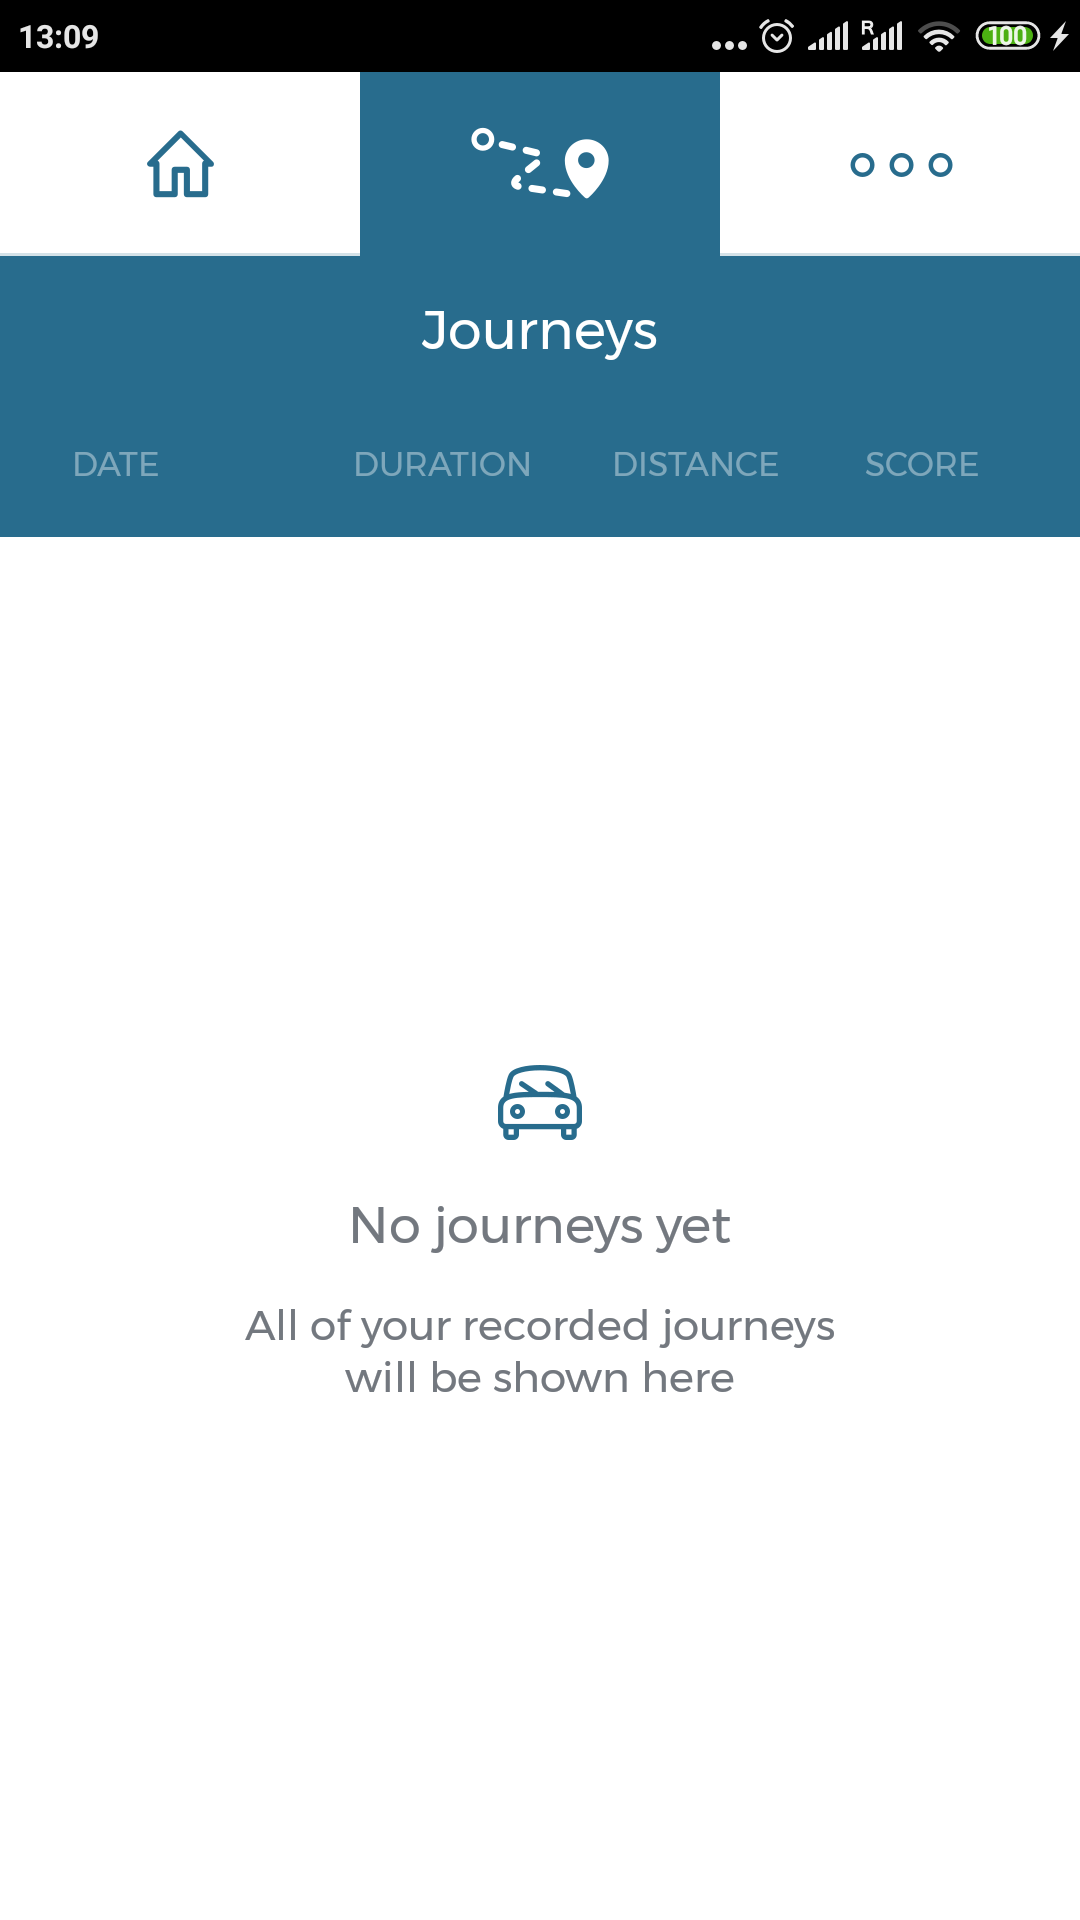 13:09
R
100
Journeys
DATE DURATION DISTANCE SCORE
No journeys yet
All of your recorded journeys
will be shown here